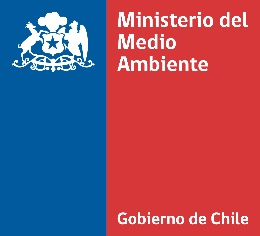 Ministerio del
Medio
Ambiente
Gobierno de Chile